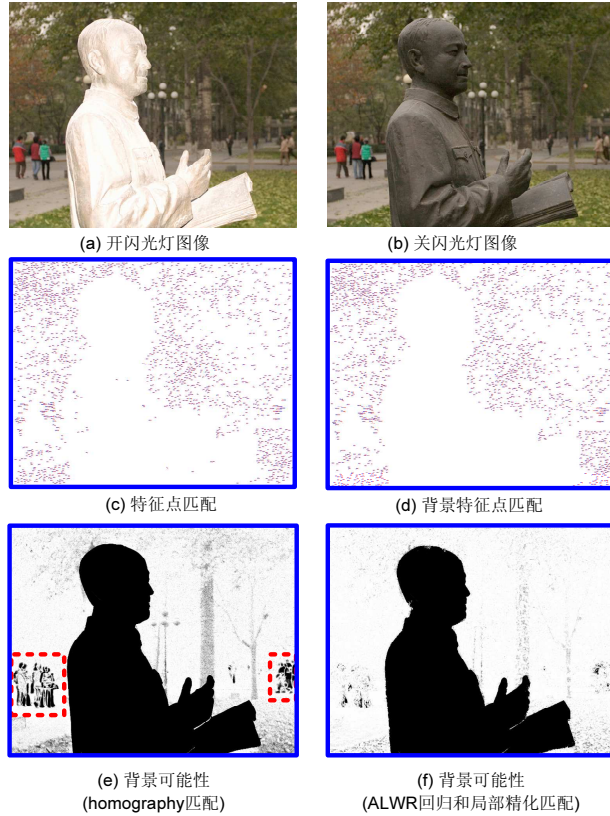 (a) 开闪光灯图像
(b) 关闪光灯图像
(c) 特征点匹配
(d) 背景特征点匹配
(e) 背景可能性
(homography匹配)
(f) 背景可能性
(ALWR回归和局部精化匹配)